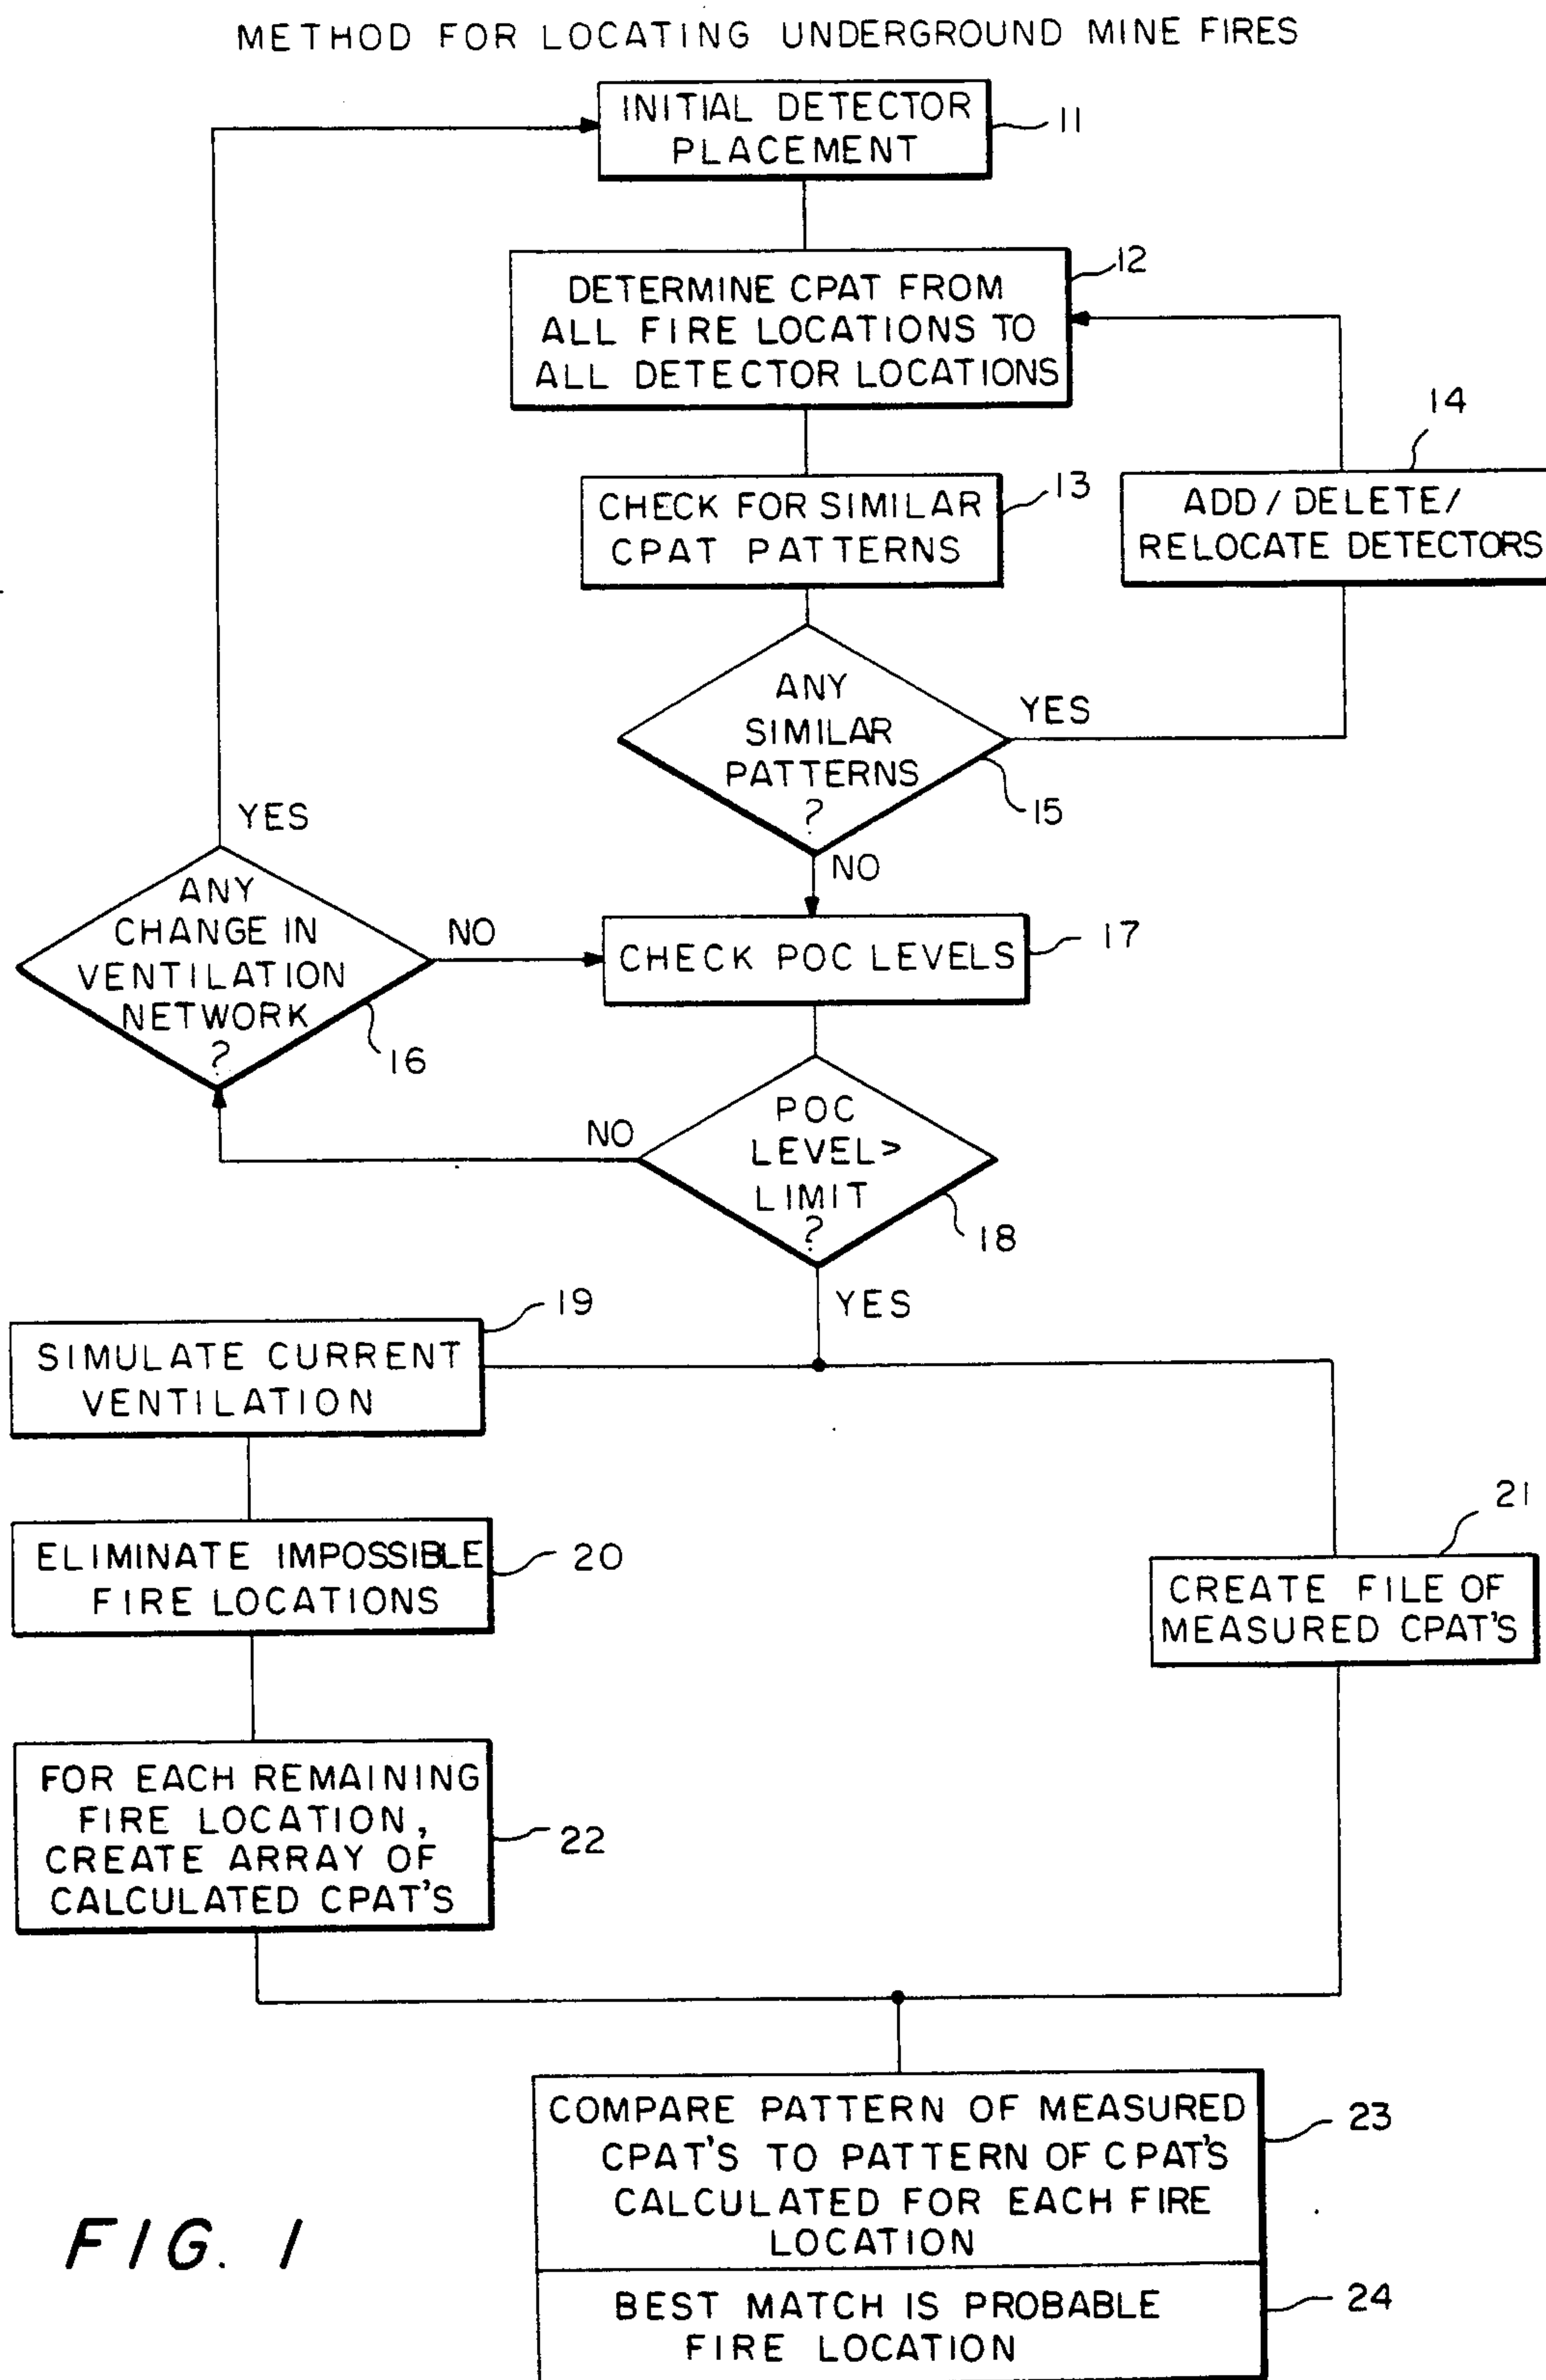 METHOD FOR LOCATING UNDERGROUND MINE FIRES
INITIAL DETECTOR
PLACEMENT
11
DETERMINE CPAT FROM
ALL FIRE LOCATIONS TO
ALL DETECTOR LOCATIONS
12
CHECK FOR SIMILAR
CPAT PATTERNS
13
ADD / DELETE /
RELOCATE DETECTORS
14
ANY
SIMILAR
PATTERNS
?
15
YES
NO
ANY
CHANGE IN
VENTILATION
NETWORK
?
16
YES
NO
CHECK POC LEVELS
17
POC
LEVEL >
LIMIT
?
18
NO
YES
SIMULATE CURRENT
VENTILATION
19
ELIMINATE IMPOSSIBLE
FIRE LOCATIONS
20
CREATE FILE OF
MEASURED CPAT'S
21
FOR EACH REMAINING
FIRE LOCATION,
CREATE ARRAY OF
CALCULATED CPAT'S
22
COMPARE PATTERN OF MEASURED
CPAT'S TO PATTERN OF CPAT'S
CALCULATED FOR EACH FIRE
LOCATION
23
BEST MATCH IS PROBABLE
FIRE LOCATION
24
FIG. 1